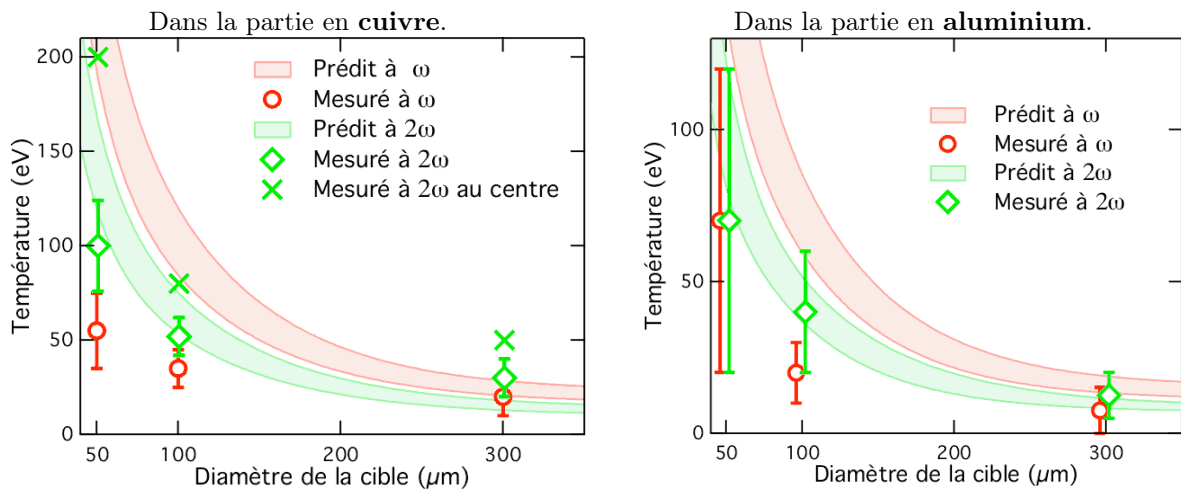 Dans la partie en cuivre.
Température (eV)
200
150
100
50
0
Prédit à ω
Mesuré à ω
Prédit à 2ω
Mesuré à 2ω
Mesuré à 2ω au centre
50 100 200 300
Diamètre de la cible (µm)
Dans la partie en aluminium.
Température (eV)
100
50
0
Prédit à ω
Mesuré à ω
Prédit à 2ω
Mesuré à 2ω
50 100 200 300
Diamètre de la cible (µm)